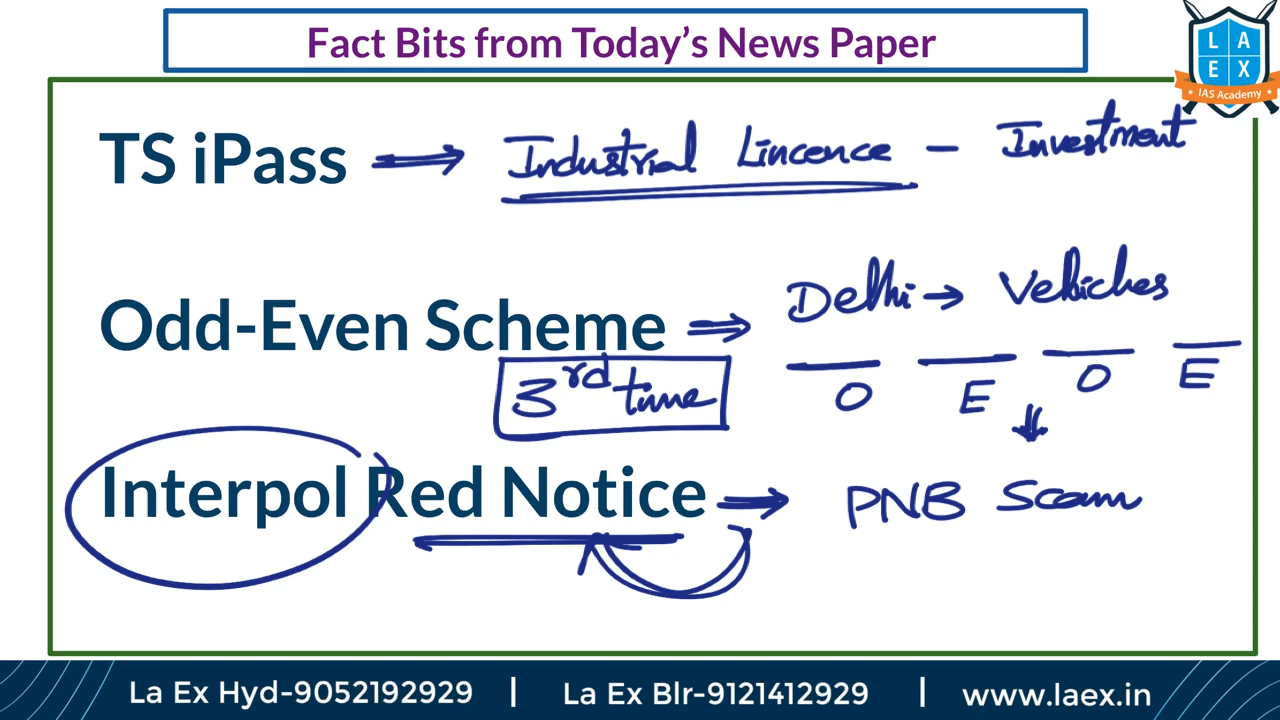 Fact Bits from Today's News Paper
L A
E X
IAS Academy
TS iPass ⇒ Industrial Lincence – Investment
Odd-Even Scheme ⇒ Delhi → Vehicles
3rd time
O E O E
Interpol Red Notice ⇒ PNB Scam
La Ex Hyd-9052192929 | La Ex Blr-9121412929 | www.laex.in